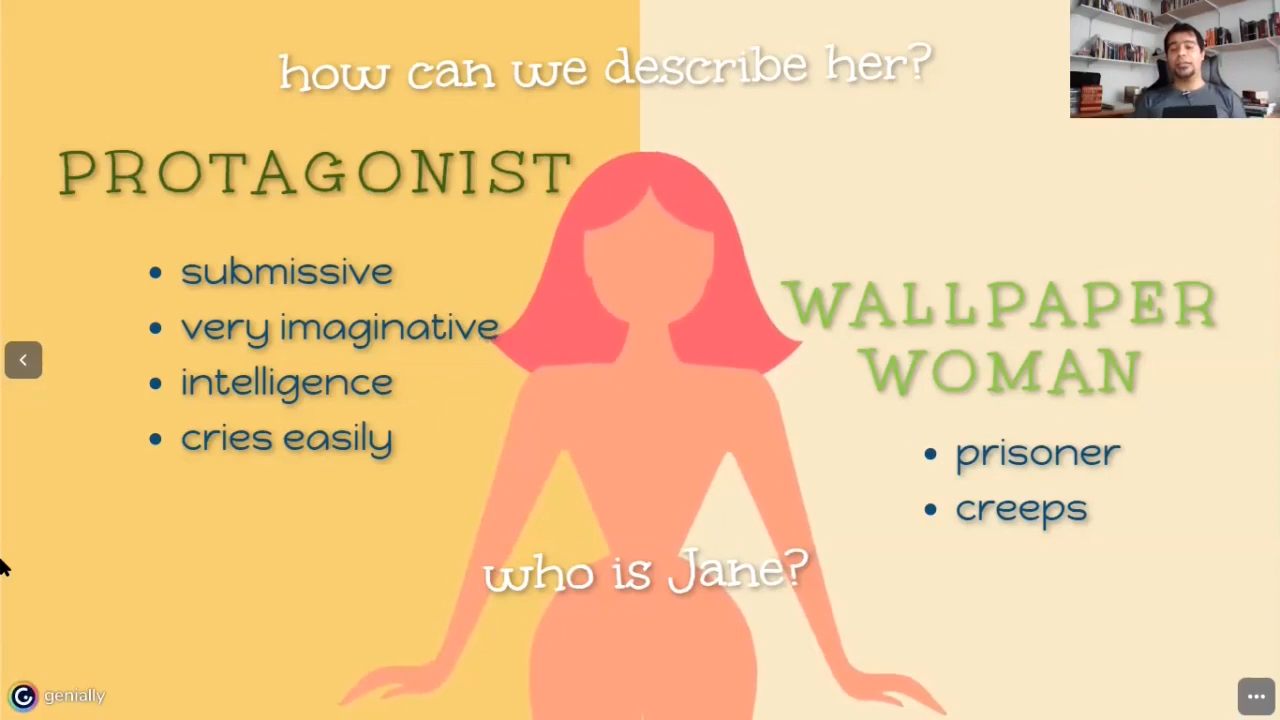 how can we describe her?
PROTAGONIST
submissive
very imaginative
intelligence
cries easily
WALLPAPER
WOMAN
prisoner
creeps
who is Jane?
genially